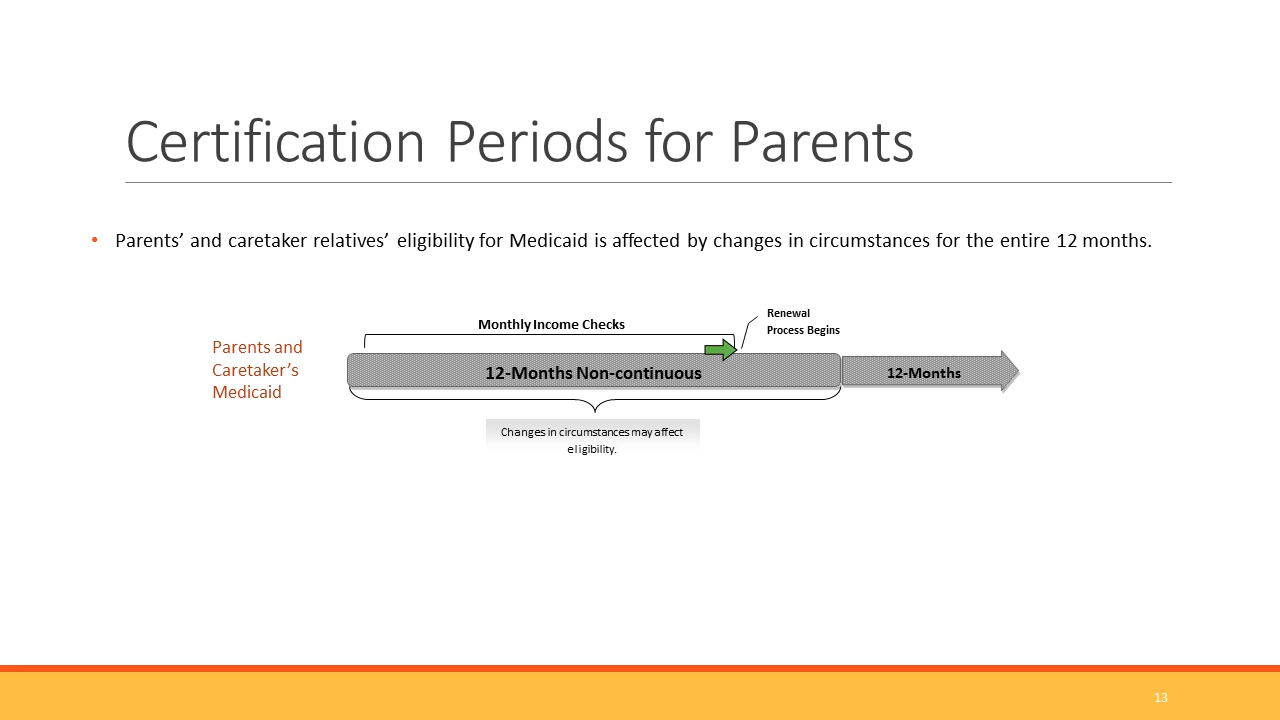 Certification Periods for Parents
• Parents’ and caretaker relatives’ eligibility for Medicaid is affected by changes in circumstances for the entire 12 months.
Monthly Income Checks
Renewal
Process Begins
Parents and
Caretaker’s
Medicaid
12-Months Non-continuous
12-Months
Changes in circumstances may affect
eligibility.
13